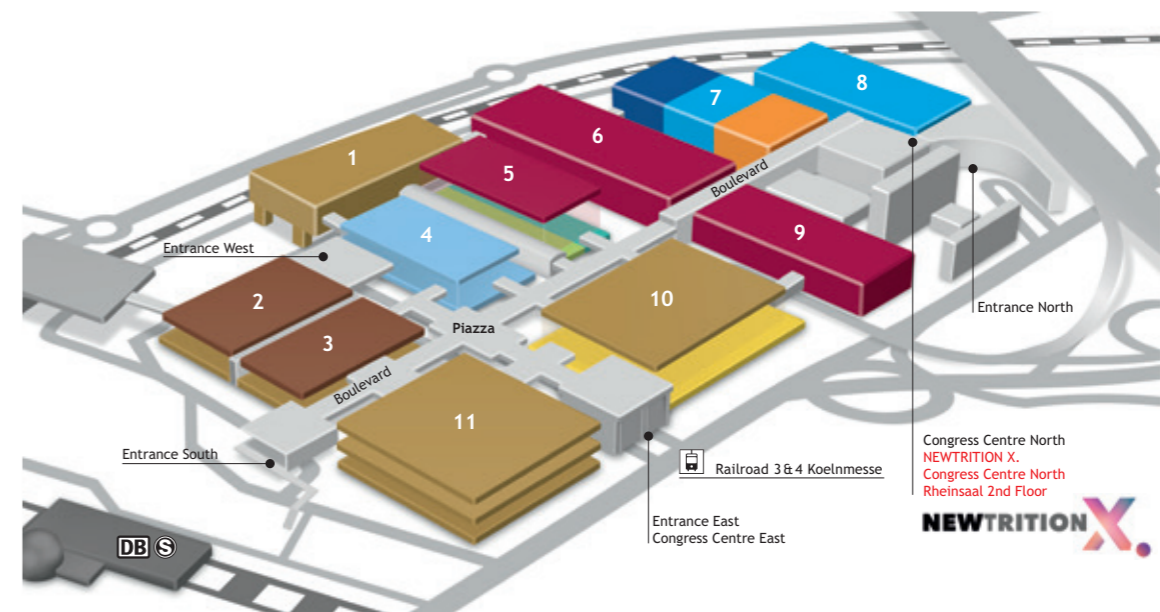 8
7
6
1
5
Boulevard
9
4
Entrance West
10
2
Entrance North
Piazza
3
Boulevard
11
Congress Centre North
NEWTRITION X.
Congress Centre North
Rheinsaal 2nd Floor
Entrance South
Railroad 3 & 4 Koelnmesse
NEWTRITION X.
Entrance East
Congress Centre East
DB S